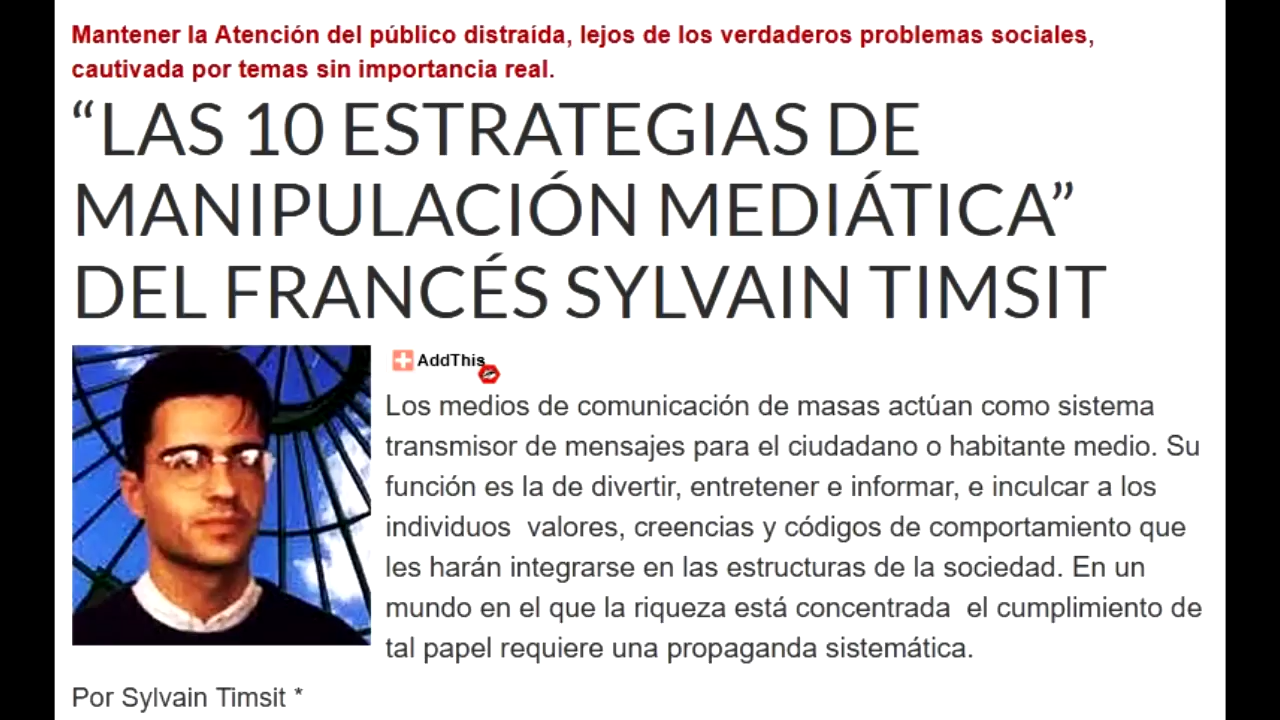 Mantener la Atención del público distraída, lejos de los verdaderos problemas sociales,
cautivada por temas sin importancia real.
“LAS 10 ESTRATEGIAS DE
MANIPULACIÓN MEDIÁTICA”
DEL FRANCÉS SYLVAIN TIMSIT
AddThis
Los medios de comunicación de masas actúan como sistema
transmisor de mensajes para el ciudadano o habitante medio. Su
función es la de divertir, entretener e informar, e inculcar a los
individuos  valores, creencias y códigos de comportamiento que
les harán integrarse en las estructuras de la sociedad. En un
mundo en el que la riqueza está concentrada  el cumplimiento de
tal papel requiere una propaganda sistemática.
Por Sylvain Timsit *